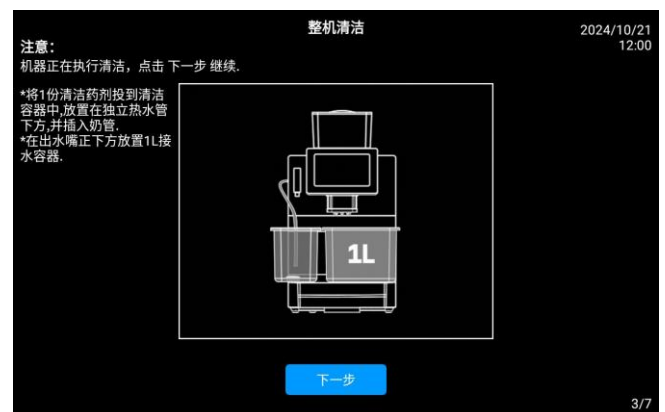 整机清洁
2024/10/21
12:00
注意：
机器正在执行清洁，点击 下一步 继续.
*将1份清洁药剂投到清洁
容器中,放置在独立热水管
下方,并插入奶管.
*在出水嘴正下方放置1L接
水容器.
1L
下一步
3/7